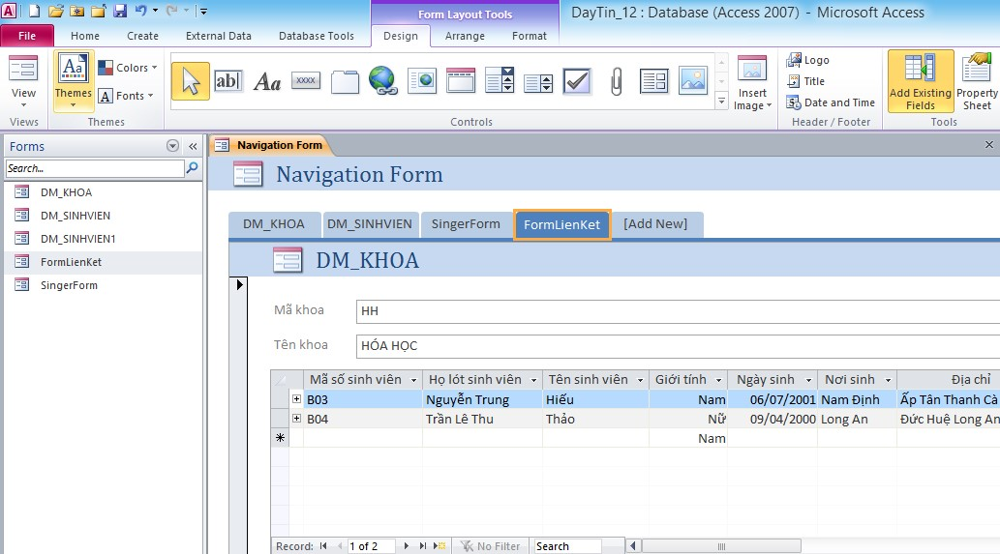 Form Layout Tools
DayTin_12 : Database (Access 2007) - Microsoft Access
File Home Create External Data Database Tools Design Arrange Format
View
Themes
Colors
Aa Fonts
ab|
Aa
XXXX
Insert Image
Logo
Title
Date and Time
Add Existing Fields
Property Sheet
Views Themes Controls Header / Footer Tools
Forms
Search...
DM_KHOA
DM_SINHVIEN
DM_SINHVIEN1
FormLienKet
SingerForm
Navigation Form
Navigation Form
DM_KHOA DM_SINHVIEN SingerForm FormLienKet [Add New]
DM_KHOA
Mã khoa HH
Tên khoa HÓA HỌC
Mã số sinh viên Họ lót sinh viên Tên sinh viên Giới tính Ngày sinh Nơi sinh Địa chỉ
B03 Nguyễn Trung Hiếu Nam 06/07/2001 Nam Định Ấp Tân Thanh Cà
B04 Trần Lê Thu Thảo Nữ 09/04/2000 Long An Đức Huệ Long An
Nam
Record: 1 of 2 No Filter Search